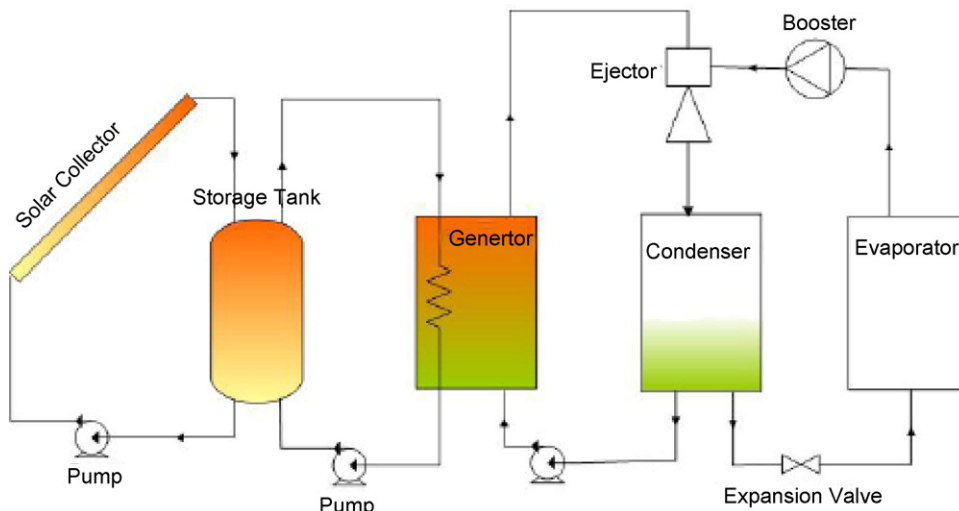 Booster
Ejector
Solar Collector
Storage Tank
Genertor
Condenser
Evaporator
Pump
Pump
Expansion Valve